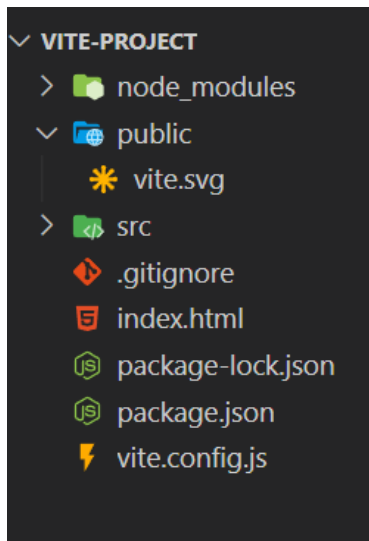 VITE-PROJECT
node_modules
public
vite.svg
src
.gitignore
index.html
package-lock.json
package.json
vite.config.js